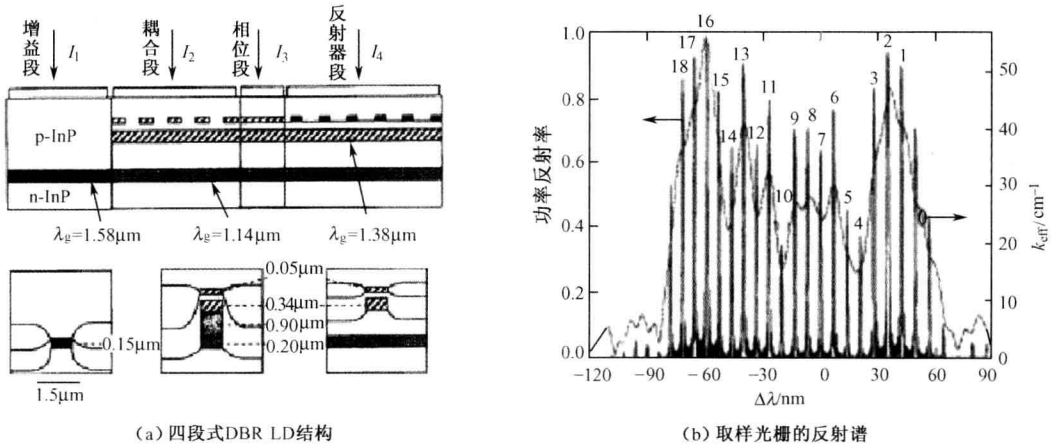 增益段
I₁
耦合段
I₂
相位段
I₃
反射器段
I₄
p-InP
n-InP
λg=1.58μm
λg=1.14μm
λg=1.38μm
0.15μm
1.5μm
0.05μm
0.34μm
0.90μm
0.20μm
(a) 四段式DBR LD结构
功率反射率
1.0
0.8
0.6
0.4
0.2
0.0
18
17
16
15
14
13
12
11
10
9
8
7
6
5
4
3
2
1
50
40
30
20
10
0
keff/cm⁻¹
−120
−90
−60
−30
0
30
60
90
Δλ/nm
(b) 取样光栅的反射谱